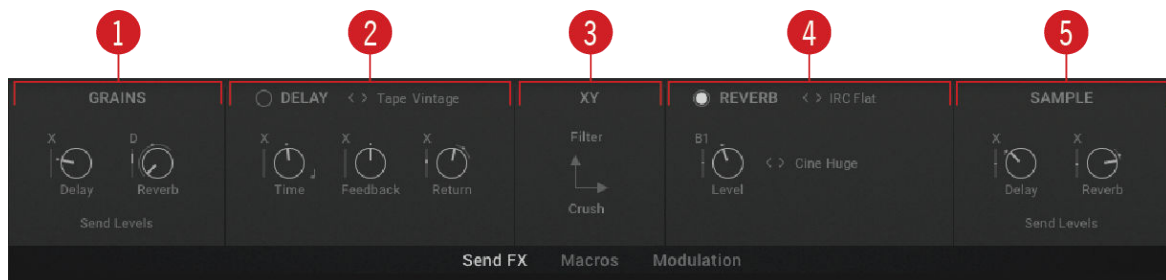 1 2 3 4 5
GRAINS
X D
Delay Reverb
Send Levels
DELAY < > Tape Vintage
X X X
Time Feedback Return
XY
Filter
Crush
REVERB < > IRC Flat
B1
Level < > Cine Huge
SAMPLE
X X
Delay Reverb
Send Levels
Send FX Macros Modulation